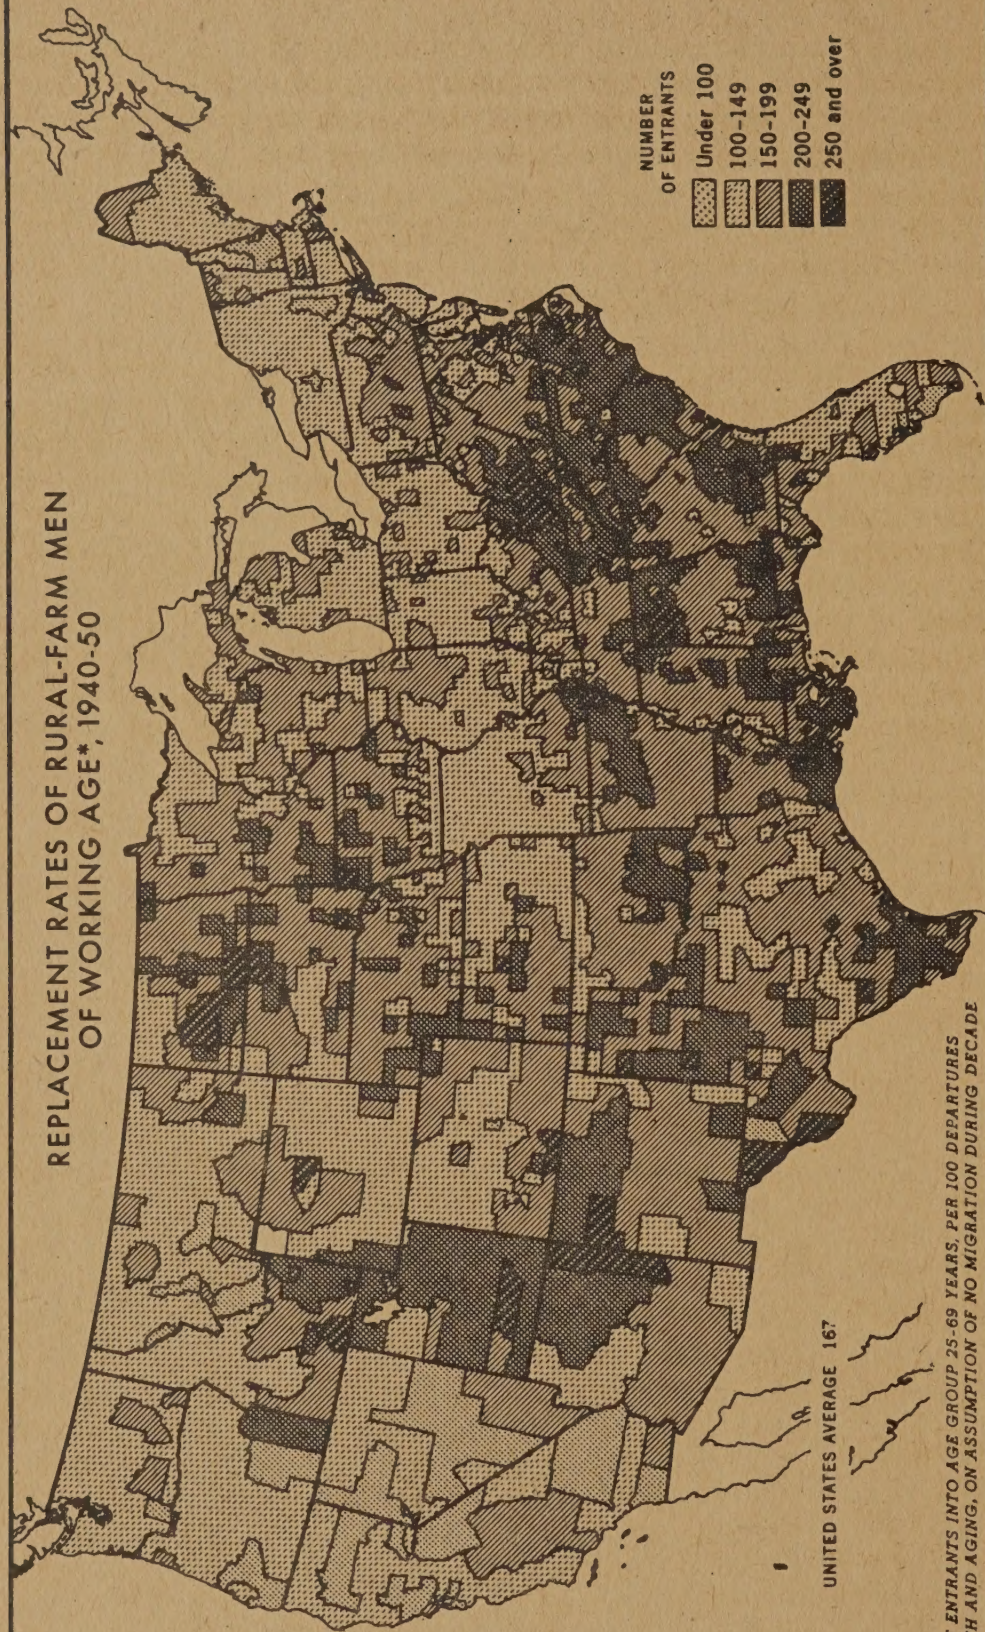 REPLACEMENT RATES OF RURAL-FARM MEN
OF WORKING AGE*, 1940-50
NUMBER
OF ENTRANTS
Under 100
100-149
150-199
200-249
250 and over
UNITED STATES AVERAGE 167
ENTRANTS INTO AGE GROUP 25-69 YEARS, PER 100 DEPARTURES
AND AGING, ON ASSUMPTION OF NO MIGRATION DURING DECADE